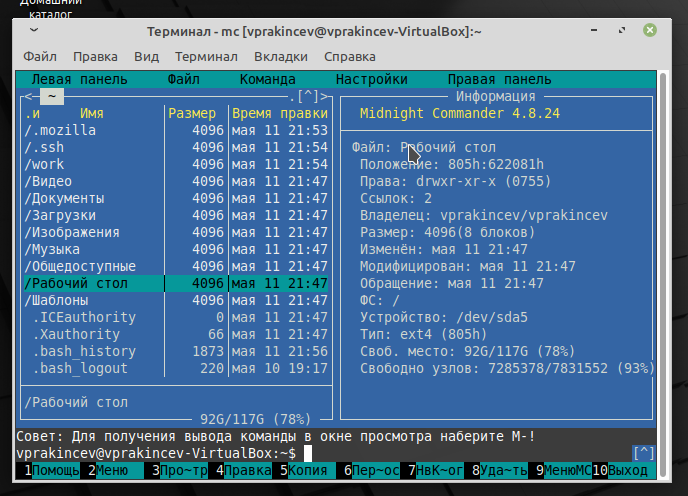 Домашний
каталог
Терминал - mc [vprakincev@vprakincev-VirtualBox]:~
Файл Правка Вид Терминал Вкладки Справка
Левая панель Файл Команда Настройки Правая панель
<─ ~ ─.[^]>
.и Имя Размер Время правки
/.mozilla 4096 мая 11 21:53
/.ssh 4096 мая 11 21:54
/work 4096 мая 11 21:54
/Видео 4096 мая 11 21:47
/Документы 4096 мая 11 21:47
/Загрузки 4096 мая 11 21:47
/Изображения 4096 мая 11 21:47
/Музыка 4096 мая 11 21:47
/Общедоступные 4096 мая 11 21:47
/Рабочий стол 4096 мая 11 21:47
/Шаблоны 4096 мая 11 21:47
.ICEauthority 0 мая 11 21:47
.Xauthority 66 мая 11 21:47
.bash_history 1873 мая 11 21:56
.bash_logout 220 мая 10 19:17
/Рабочий стол
92G/117G (78%)
Информация
Midnight Commander 4.8.24
Файл: Рабочий стол
Положение: 805h:622081h
Права: drwxr-xr-x (0755)
Ссылок: 2
Владелец: vprakincev/vprakincev
Размер: 4096(8 блоков)
Изменён: мая 11 21:47
Модифицирован: мая 11 21:47
Обращение: мая 11 21:47
ФС: /
Устройство: /dev/sda5
Тип: ext4 (805h)
Своб. место: 92G/117G (78%)
Свободно узлов: 7285378/7831552 (93%)
Совет: Для получения вывода команды в окне просмотра наберите M-!
vprakincev@vprakincev-VirtualBox:~$ [^]
1Помощь 2Меню 3Про~тр 4Правка 5Копия 6Пер~ос 7НвК~ог 8Уда~ть 9МенюМС 10Выход